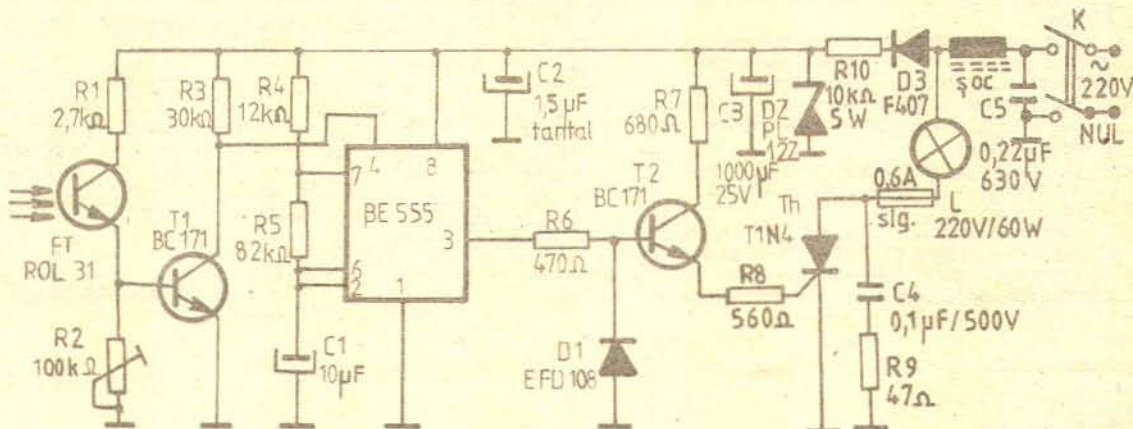 R1
2,7kΩ
R3
30kΩ
R4
12kΩ
C2
1,5µF
tantal
R7
680Ω
C3
1000µF
25V
DZ
PL
12Z
R10
10kΩ
5W
D3
F407
şoc
C5
0,22µF
630V
K
~
220V
NUL
FT
ROL 31
T1
BC171
R5
82kΩ
7
4
8
BE 555
3
6
2
1
R6
470Ω
T2
BC171
Th
T1N4
0,6A
sig.
L
220V/60W
R8
560Ω
C4
0,1µF/500V
R2
100kΩ
C1
10µF
D1
EFD108
R9
47Ω